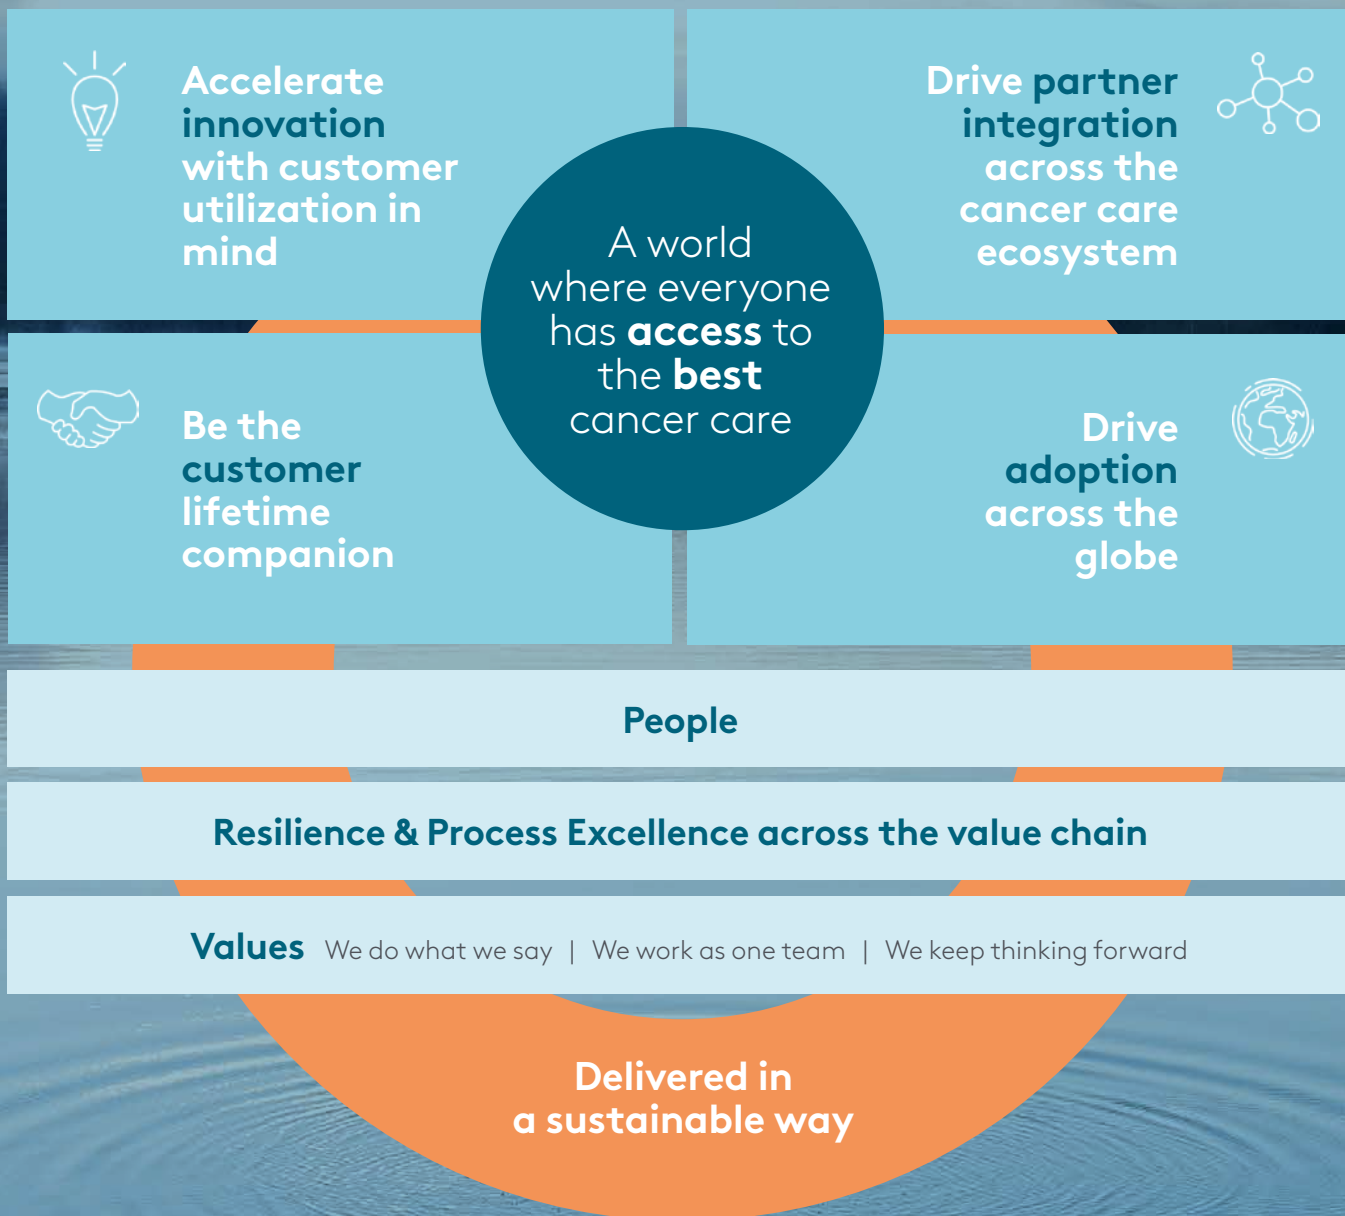 Accelerate
innovation
with customer
utilization in
mind
Drive partner
integration
across the
cancer care
ecosystem
A world
where everyone
has access to
the best
cancer care
Be the
customer
lifetime
companion
Drive
adoption
across the
globe
People
Resilience & Process Excellence across the value chain
Values We do what we say | We work as one team | We keep thinking forward
Delivered in
a sustainable way